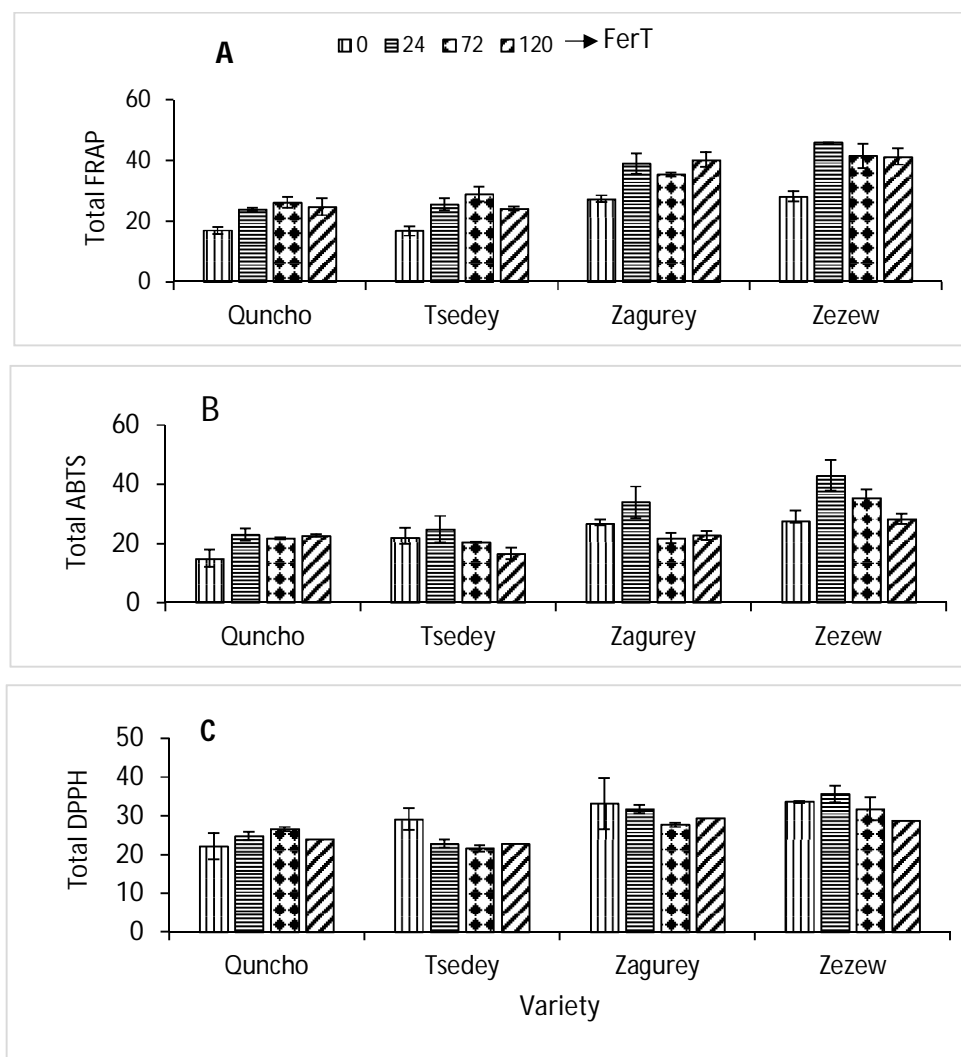 A
0 24 72 120 FerT
Total FRAP
60
40
20
0
Quncho Tsedey Zagurey Zezew
B
Total ABTS
60
40
20
0
Quncho Tsedey Zagurey Zezew
C
Total DPPH
50
40
30
20
10
0
Quncho Tsedey Zagurey Zezew
Variety